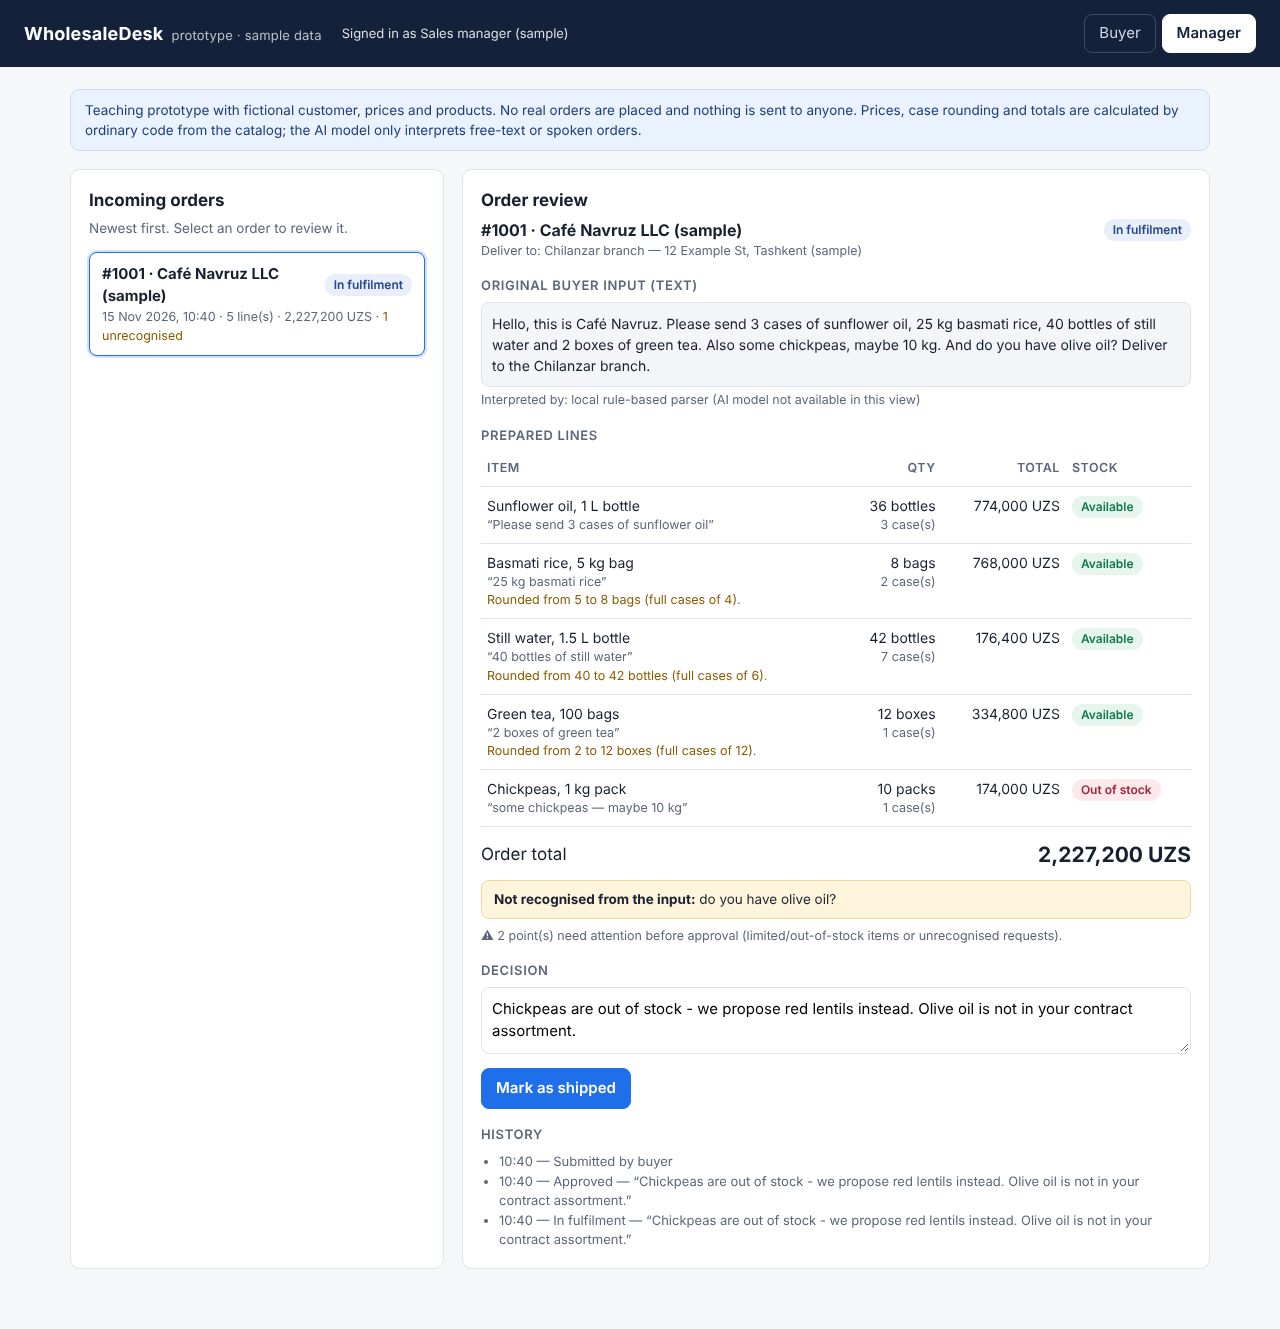 WholesaleDesk prototype · sample data Signed in as Sales manager (sample) Buyer Manager
Teaching prototype with fictional customer, prices and products. No real orders are placed and nothing is sent to anyone. Prices, case rounding and totals are calculated by
ordinary code from the catalog; the AI model only interprets free-text or spoken orders.
Incoming orders
Newest first. Select an order to review it.
#1001 · Café Navruz LLC
(sample)
In fulfilment
15 Nov 2026, 10:40 · 5 line(s) · 2,227,200 UZS · 1
unrecognised
Order review
#1001 · Café Navruz LLC (sample) In fulfilment
Deliver to: Chilanzar branch — 12 Example St, Tashkent (sample)
ORIGINAL BUYER INPUT (TEXT)
Hello, this is Café Navruz. Please send 3 cases of sunflower oil, 25 kg basmati rice, 40 bottles of still
water and 2 boxes of green tea. Also some chickpeas, maybe 10 kg. And do you have olive oil? Deliver
to the Chilanzar branch.
Interpreted by: local rule-based parser (AI model not available in this view)
PREPARED LINES
ITEM QTY TOTAL STOCK
Sunflower oil, 1 L bottle 36 bottles 774,000 UZS Available
“Please send 3 cases of sunflower oil” 3 case(s)
Basmati rice, 5 kg bag 8 bags 768,000 UZS Available
“25 kg basmati rice” 2 case(s)
Rounded from 5 to 8 bags (full cases of 4).
Still water, 1.5 L bottle 42 bottles 176,400 UZS Available
“40 bottles of still water” 7 case(s)
Rounded from 40 to 42 bottles (full cases of 6).
Green tea, 100 bags 12 boxes 334,800 UZS Available
“2 boxes of green tea” 1 case(s)
Rounded from 2 to 12 boxes (full cases of 12).
Chickpeas, 1 kg pack 10 packs 174,000 UZS Out of stock
“some chickpeas — maybe 10 kg” 1 case(s)
Order total 2,227,200 UZS
Not recognised from the input: do you have olive oil?
⚠ 2 point(s) need attention before approval (limited/out-of-stock items or unrecognised requests).
DECISION
Chickpeas are out of stock - we propose red lentils instead. Olive oil is not in your contract
assortment.
Mark as shipped
HISTORY
• 10:40 — Submitted by buyer
• 10:40 — Approved — “Chickpeas are out of stock - we propose red lentils instead. Olive oil is not in your
contract assortment.”
• 10:40 — In fulfilment — “Chickpeas are out of stock - we propose red lentils instead. Olive oil is not in your
contract assortment.”